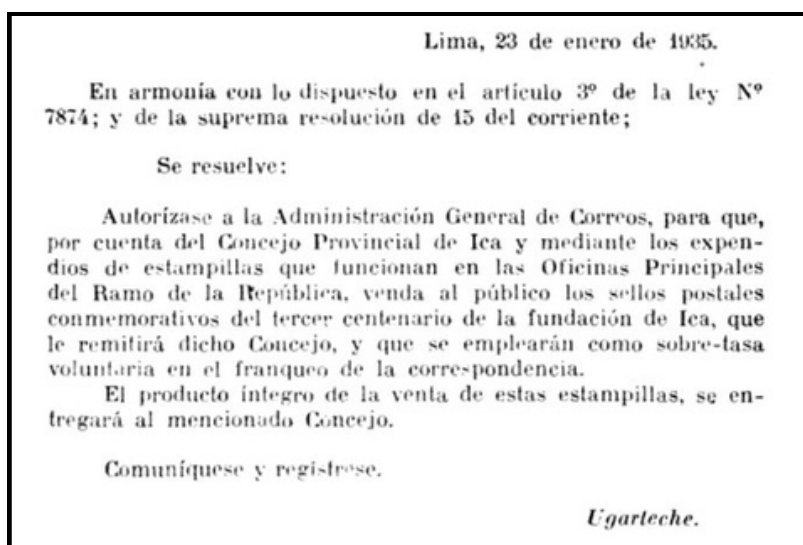 Lima, 23 de enero de 1935.
En armonía con lo dispuesto en el artículo 3º de la ley Nº
7874; y de la suprema resolución de 15 del corriente;
Se resuelve:
Autorízase a la Administración General de Correos, para que,
por cuenta del Concejo Provincial de Ica y mediante los expen-
dios de estampillas que funcionan en las Oficinas Principales
del Ramo de la República, venda al público los sellos postales
conmemorativos del tercer centenario de la fundación de Ica, que
le remitirá dicho Concejo, y que se emplearán como sobre-tasa
voluntaria en el franqueo de la correspondencia.
El producto íntegro de la venta de estas estampillas, se en-
tregará al mencionado Concejo.
Comuníquese y regístrese.
Ugarteche.